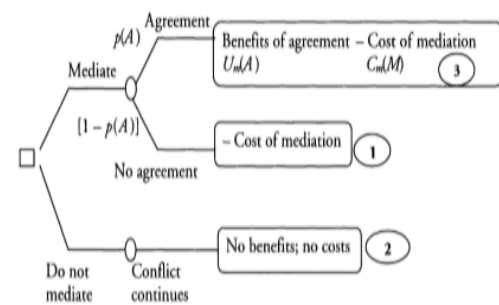 Agreement
p(A)
Benefits of agreement – Cost of mediation
Um(A) Cm(M) 3
Mediate
[1 – p(A)]
– Cost of mediation 1
No agreement
No benefits; no costs 2
Do not
mediate
Conflict
continues